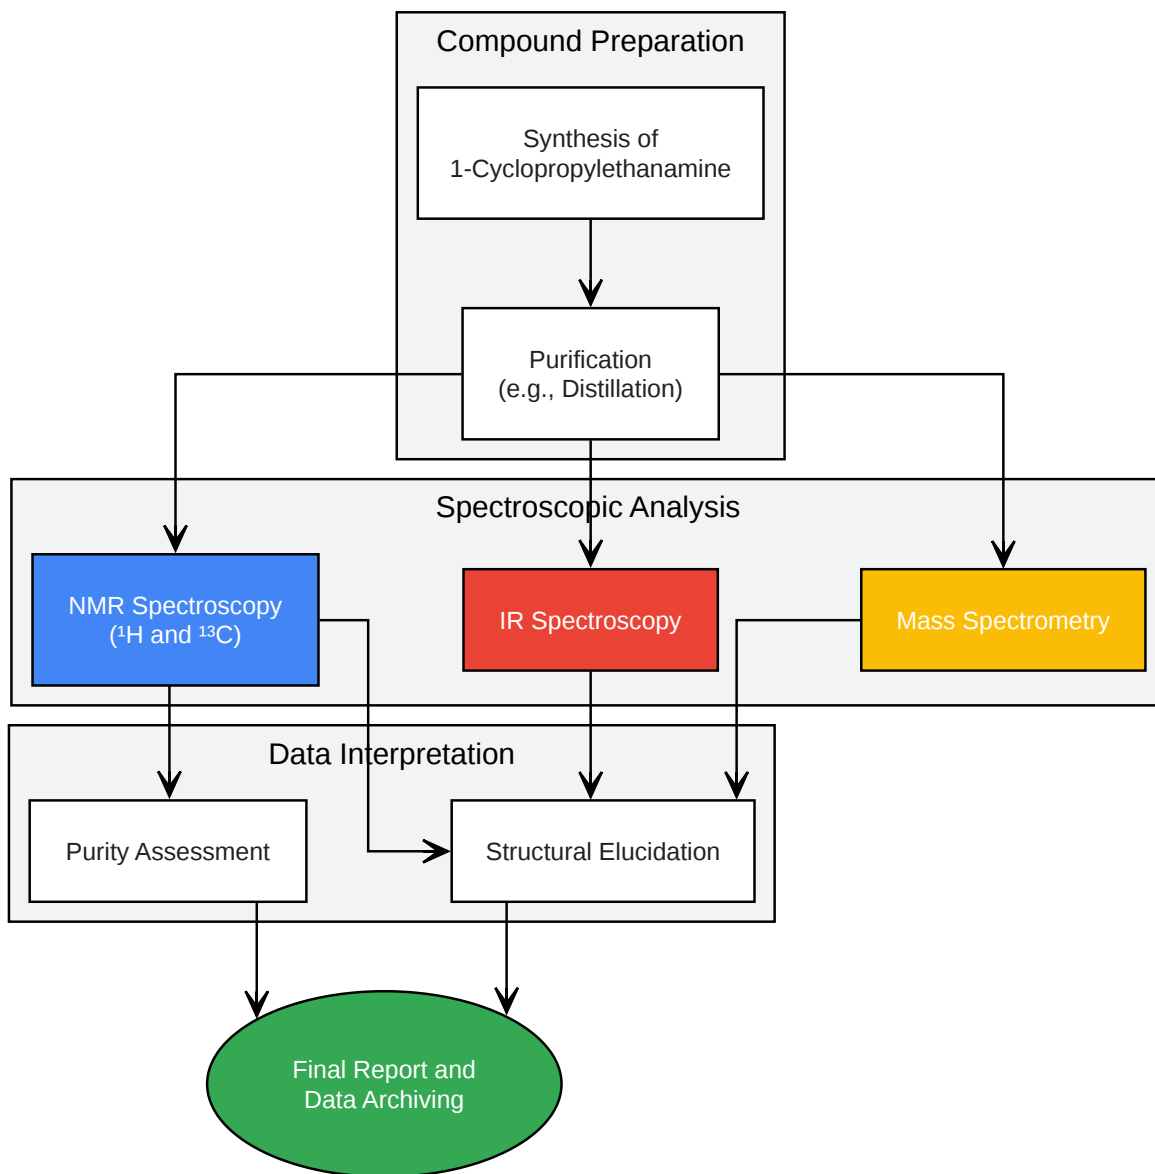 Compound Preparation
Synthesis of
1-Cyclopropylethanamine
Purification
(e.g., Distillation)
Spectroscopic Analysis
NMR Spectroscopy
(¹H and ¹³C)
IR Spectroscopy
Mass Spectrometry
Data Interpretation
Purity Assessment
Structural Elucidation
Final Report and
Data Archiving